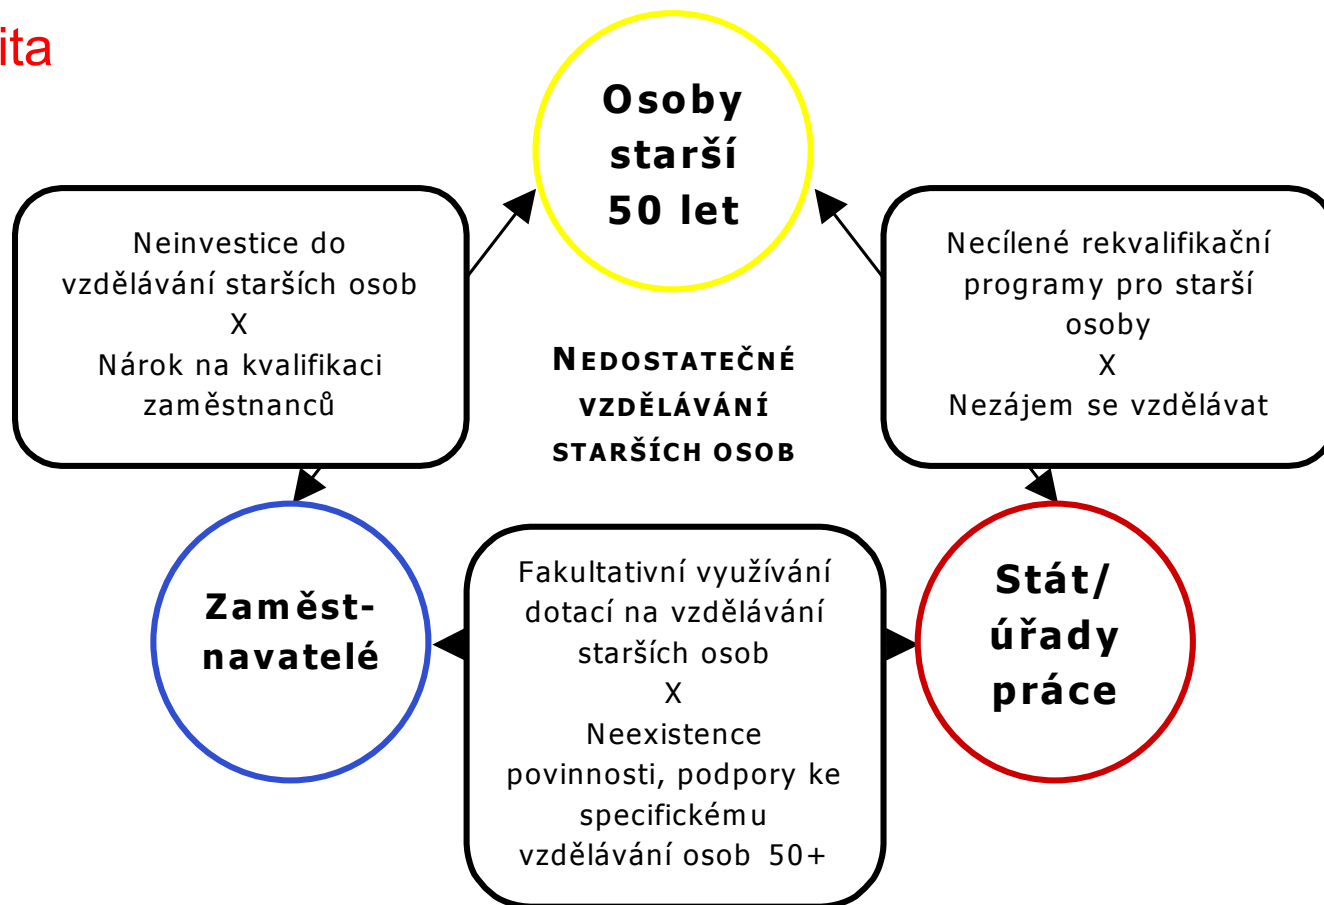 ita
Osoby
starší
50 let
Neinvestice do
vzdělávání starších osob
X
Nárok na kvalifikaci
zaměstnanců
Necílené rekvalifikační
programy pro starší
osoby
X
Nezájem se vzdělávat
NEDOSTATEČNÉ
VZDĚLÁVÁNÍ
STARŠÍCH OSOB
Zaměst-
navatelé
Fakultativní využívání
dotací na vzdělávání
starších osob
X
Neexistence
povinnosti, podpory ke
specifickému
vzdělávání osob 50+
Stát/
úřady
práce